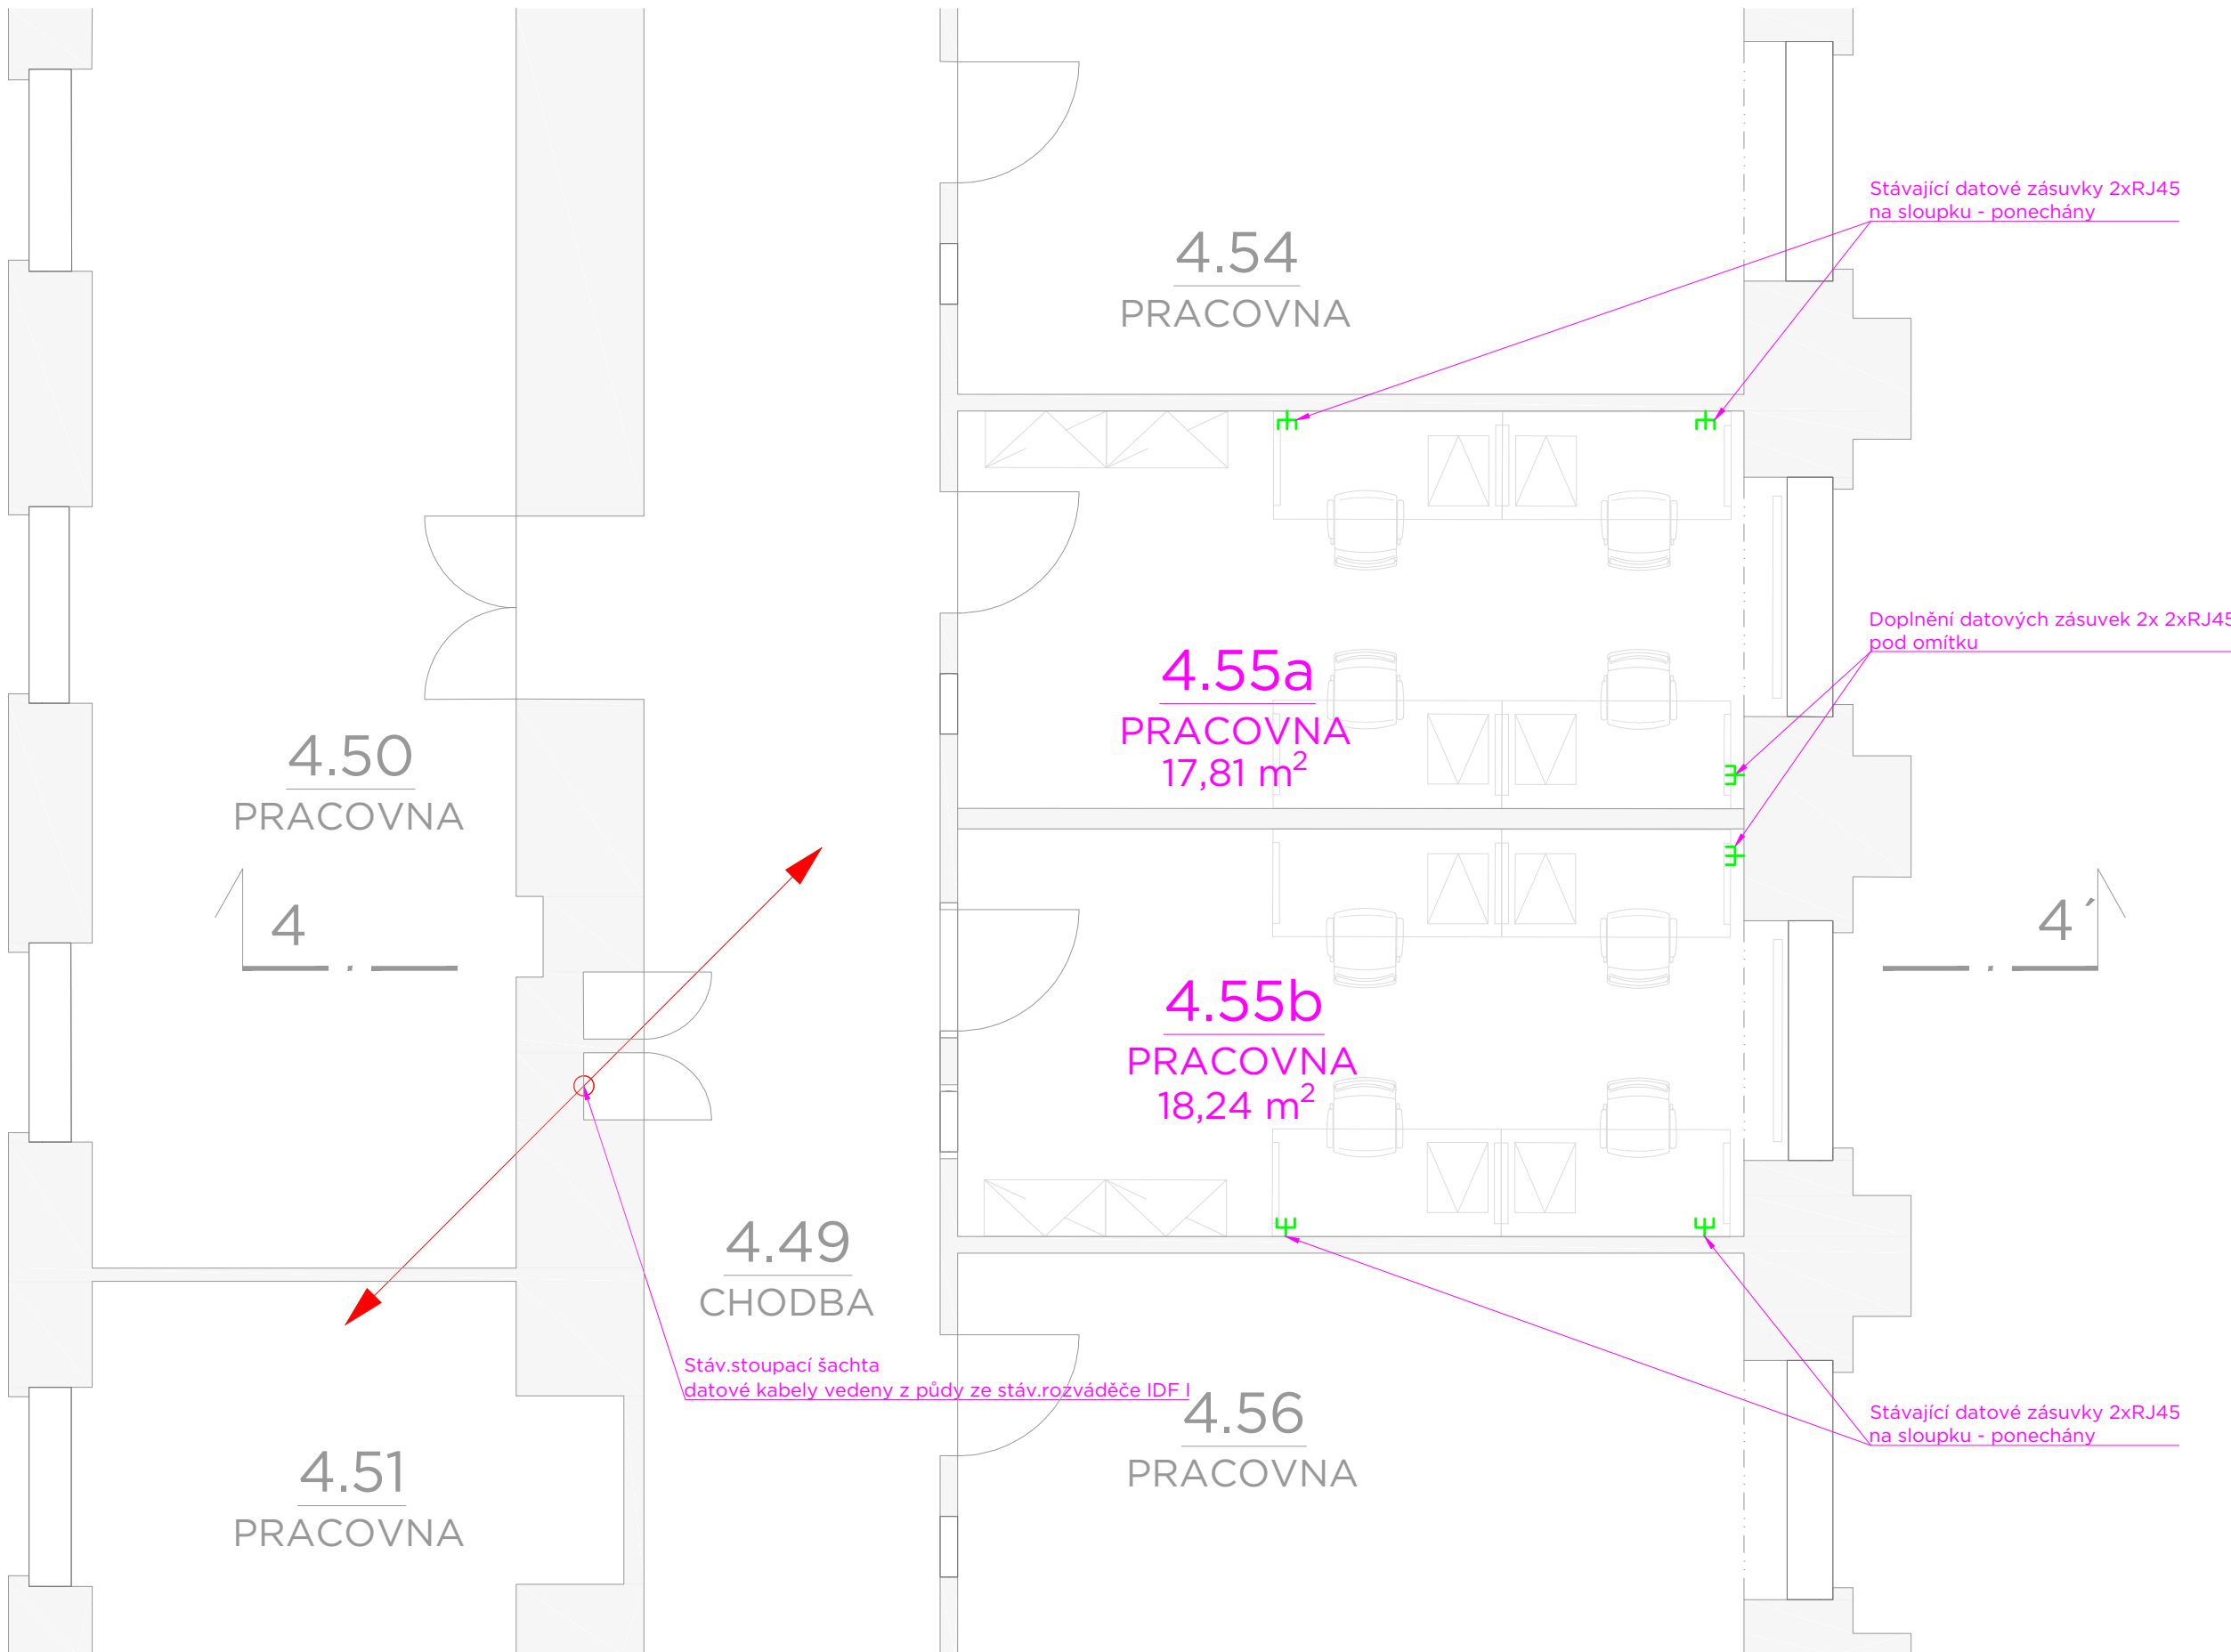 Stávající datové zásuvky 2xRJ45
na sloupku - ponechány
4.54
PRACOVNA
Doplnění datových zásuvek 2x 2xRJ45
pod omítku
4.55a
PRACOVNA
17,81 m²
4.50
PRACOVNA
4
4´
4.55b
PRACOVNA
18,24 m²
4.49
CHODBA
Stáv.stoupací šachta
datové kabely vedeny z půdy ze stáv.rozváděče IDF I
4.56
PRACOVNA
Stávající datové zásuvky 2xRJ45
na sloupku - ponechány
4.51
PRACOVNA